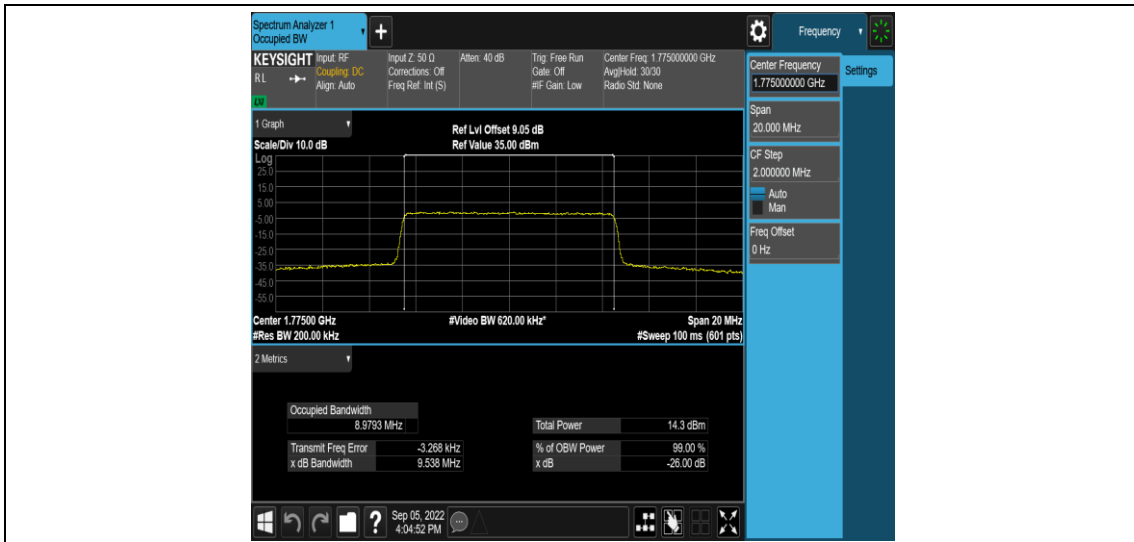 Spectrum Analyzer 1
Occupied BW
+
Frequency
KEYSIGHT
RL
LXI
Input: RF
Coupling: DC
Align: Auto
Input Z: 50 Ω
Corrections: Off
Freq Ref: Int (S)
Atten: 40 dB
Trig: Free Run
Gate: Off
#IF Gain: Low
Center Freq: 1.775000000 GHz
Avg|Hold: 30/30
Radio Std: None
Center Frequency
1.775000000 GHz
Settings
Span
20.000 MHz
CF Step
2.000000 MHz
Auto
Man
Freq Offset
0 Hz
1 Graph
Scale/Div 10.0 dB
Ref Lvl Offset 9.05 dB
Ref Value 35.00 dBm
Log
25.0
15.0
5.00
-5.00
-15.0
-25.0
-35.0
-45.0
-55.0
Center 1.77500 GHz
#Res BW 200.00 kHz
#Video BW 620.00 kHz*
Span 20 MHz
#Sweep 100 ms (601 pts)
2 Metrics
Occupied Bandwidth
8.9793 MHz
Total Power 14.3 dBm
Transmit Freq Error -3.268 kHz
% of OBW Power 99.00 %
x dB Bandwidth 9.538 MHz
x dB -26.00 dB
?
Sep 05, 2022
4:04:52 PM